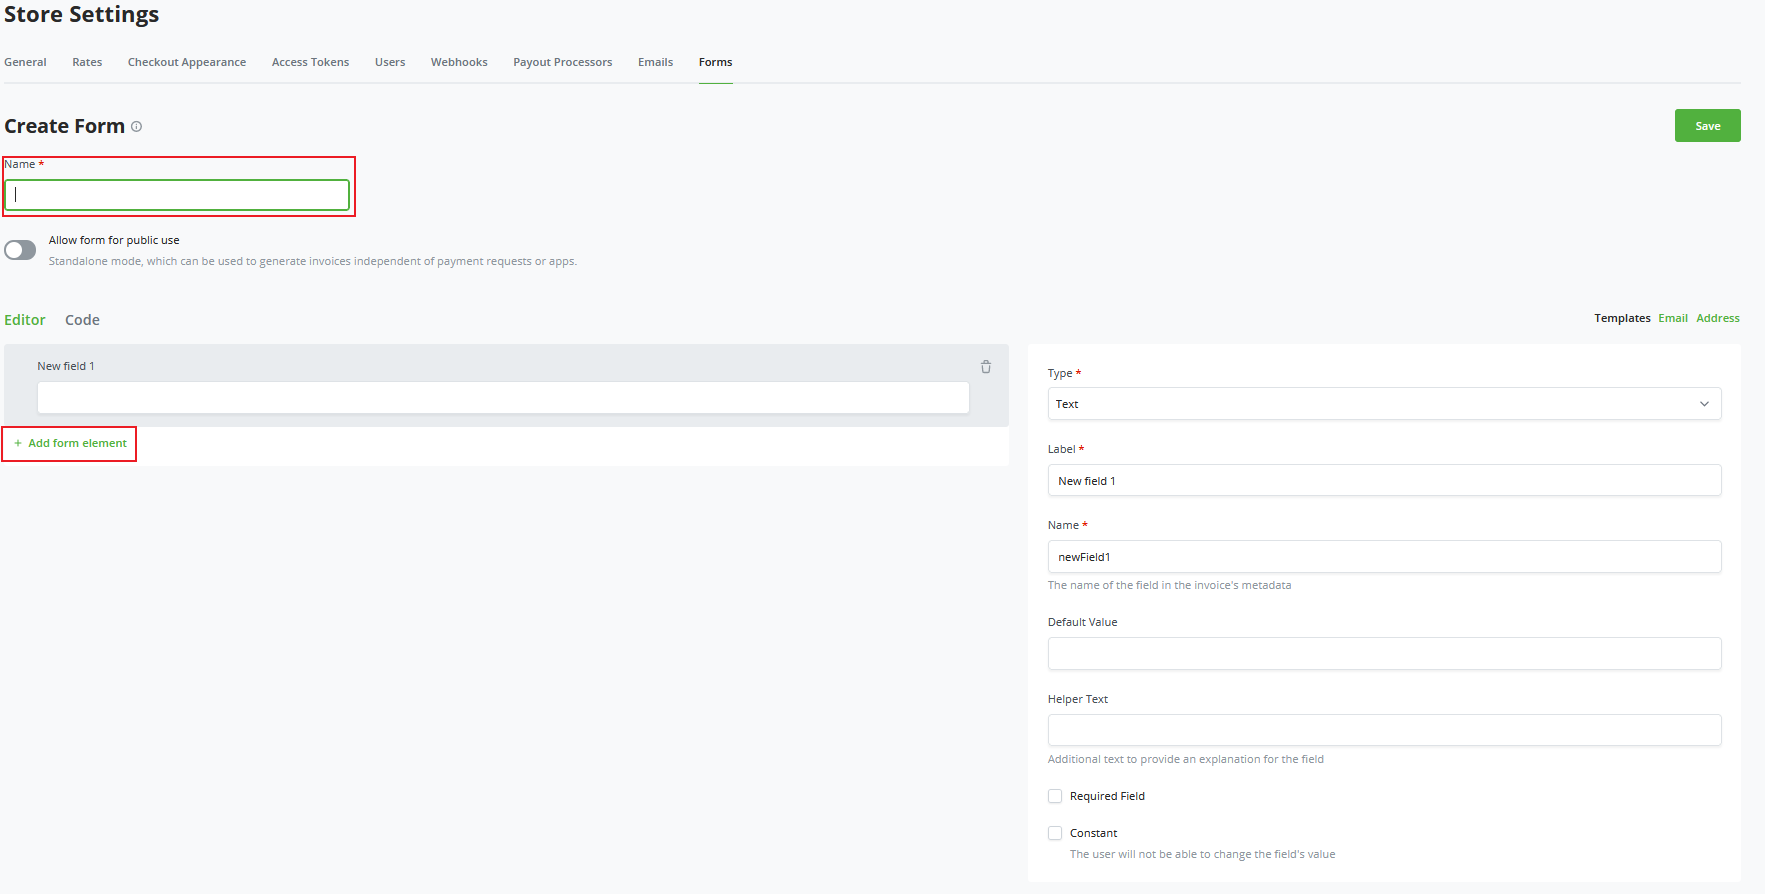 Store Settings
General Rates Checkout Appearance Access Tokens Users Webhooks Payout Processors Emails Forms
Create Form
Save
Name *
Allow form for public use
Standalone mode, which can be used to generate invoices independent of payment requests or apps.
Editor Code
Templates Email Address
New field 1
+ Add form element
Type *
Text
Label *
New field 1
Name *
newField1
The name of the field in the invoice's metadata
Default Value
Helper Text
Additional text to provide an explanation for the field
Required Field
Constant
The user will not be able to change the field's value